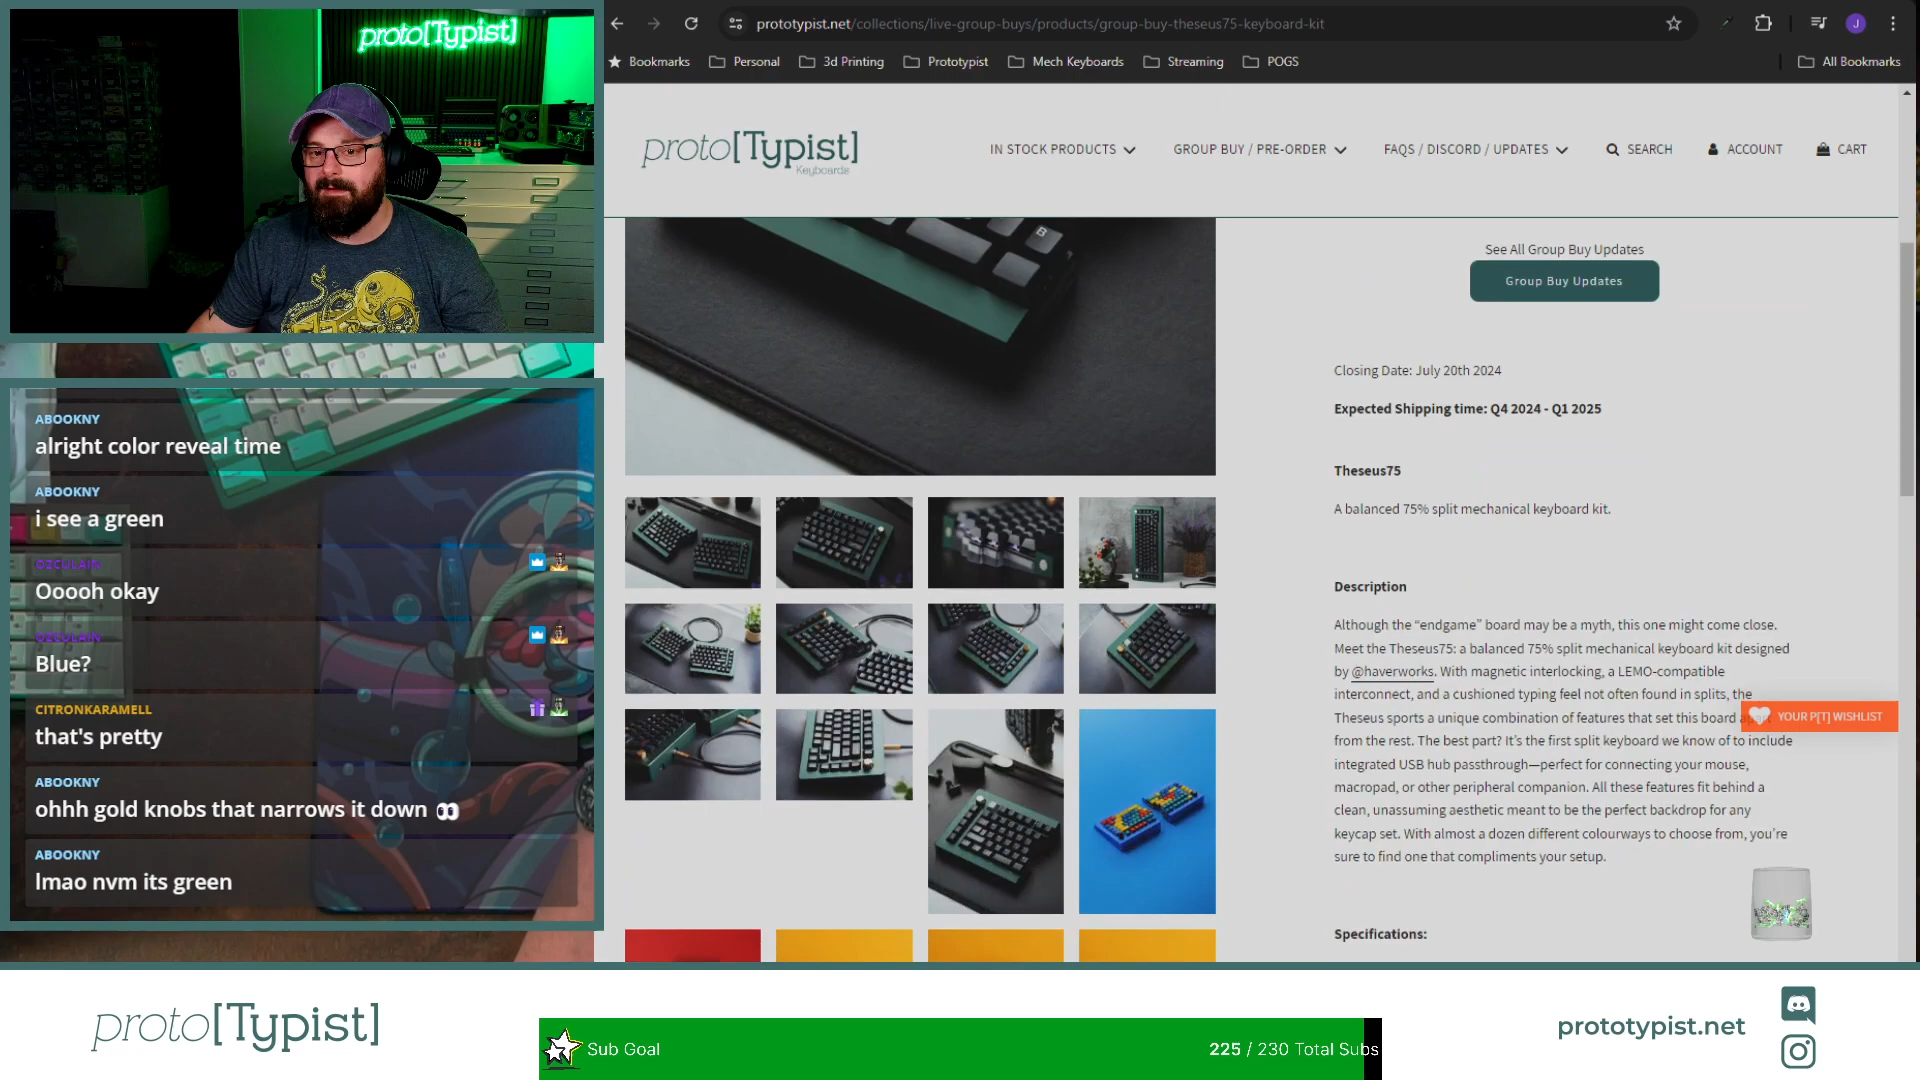 proto[Typist]
ABOOKNY
alright color reveal time
ABOOKNY
i see a green
OZCULAIN
Ooooh okay
OZCULAIN
Blue?
CITRONKARAMELL
that's pretty
ABOOKNY
ohhh gold knobs that narrows it down 👀
ABOOKNY
lmao nvm its green
prototypist.net/collections/live-group-buys/products/group-buy-theseus75-keyboard-kit
J
Bookmarks
Personal
3d Printing
Prototypist
Mech Keyboards
Streaming
POGS
All Bookmarks
proto[Typist]
Keyboards
IN STOCK PRODUCTS
GROUP BUY / PRE-ORDER
FAQS / DISCORD / UPDATES
SEARCH
ACCOUNT
CART
B
See All Group Buy Updates
Group Buy Updates
Closing Date: July 20th 2024
Expected Shipping time: Q4 2024 - Q1 2025
Theseus75
A balanced 75% split mechanical keyboard kit.
Description
Although the “endgame” board may be a myth, this one might come close.
Meet the Theseus75: a balanced 75% split mechanical keyboard kit designed
by @haverworks. With magnetic interlocking, a LEMO-compatible
interconnect, and a cushioned typing feel not often found in splits, the
Theseus sports a unique combination of features that set this board apart
from the rest. The best part? It’s the first split keyboard we know of to include
integrated USB hub passthrough—perfect for connecting your mouse,
macropad, or other peripheral companion. All these features fit behind a
clean, unassuming aesthetic meant to be the perfect backdrop for any
keycap set. With almost a dozen different colourways to choose from, you’re
sure to find one that compliments your setup.
YOUR P[T] WISHLIST
Specifications:
proto[Typist]
Sub Goal
225 / 230 Total Subs
prototypist.net